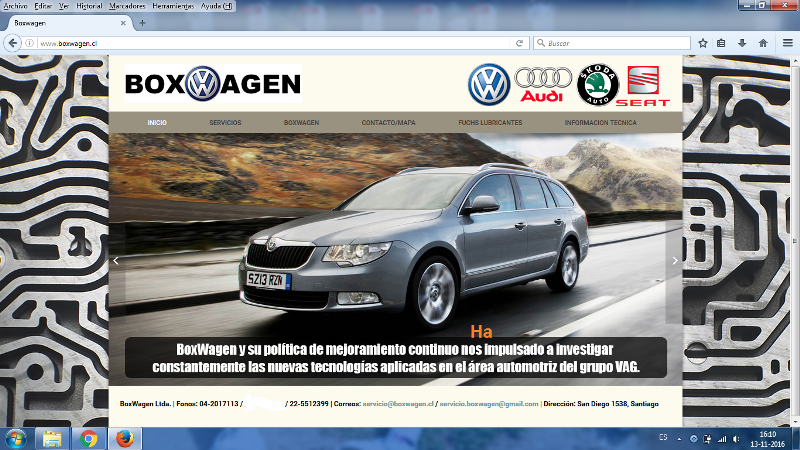 Archivo Editar Ver Historial Marcadores Herramientas Ayuda (H)
Boxwagen
www.boxwagen.cl
Buscar
BOXWAGEN
Audi
SKODA
AUTO
SEAT
INICIO SERVICIOS BOXWAGEN CONTACTO/MAPA FUCHS LUBRICANTES INFORMACION TECNICA
SZ13 RZN
Ha
BoxWagen y su política de mejoramiento continuo nos impulsado a investigar
constantemente las nuevas tecnologías aplicadas en el área automotriz del grupo VAG.
BoxWagen Ltda. | Fonos: 04-2017113 / / 22-5512399 | Correos: servicio@boxwagen.cl / servicio.boxwagen@gmail.com | Dirección: San Diego 1538, Santiago
ES
16:10
13-11-2016